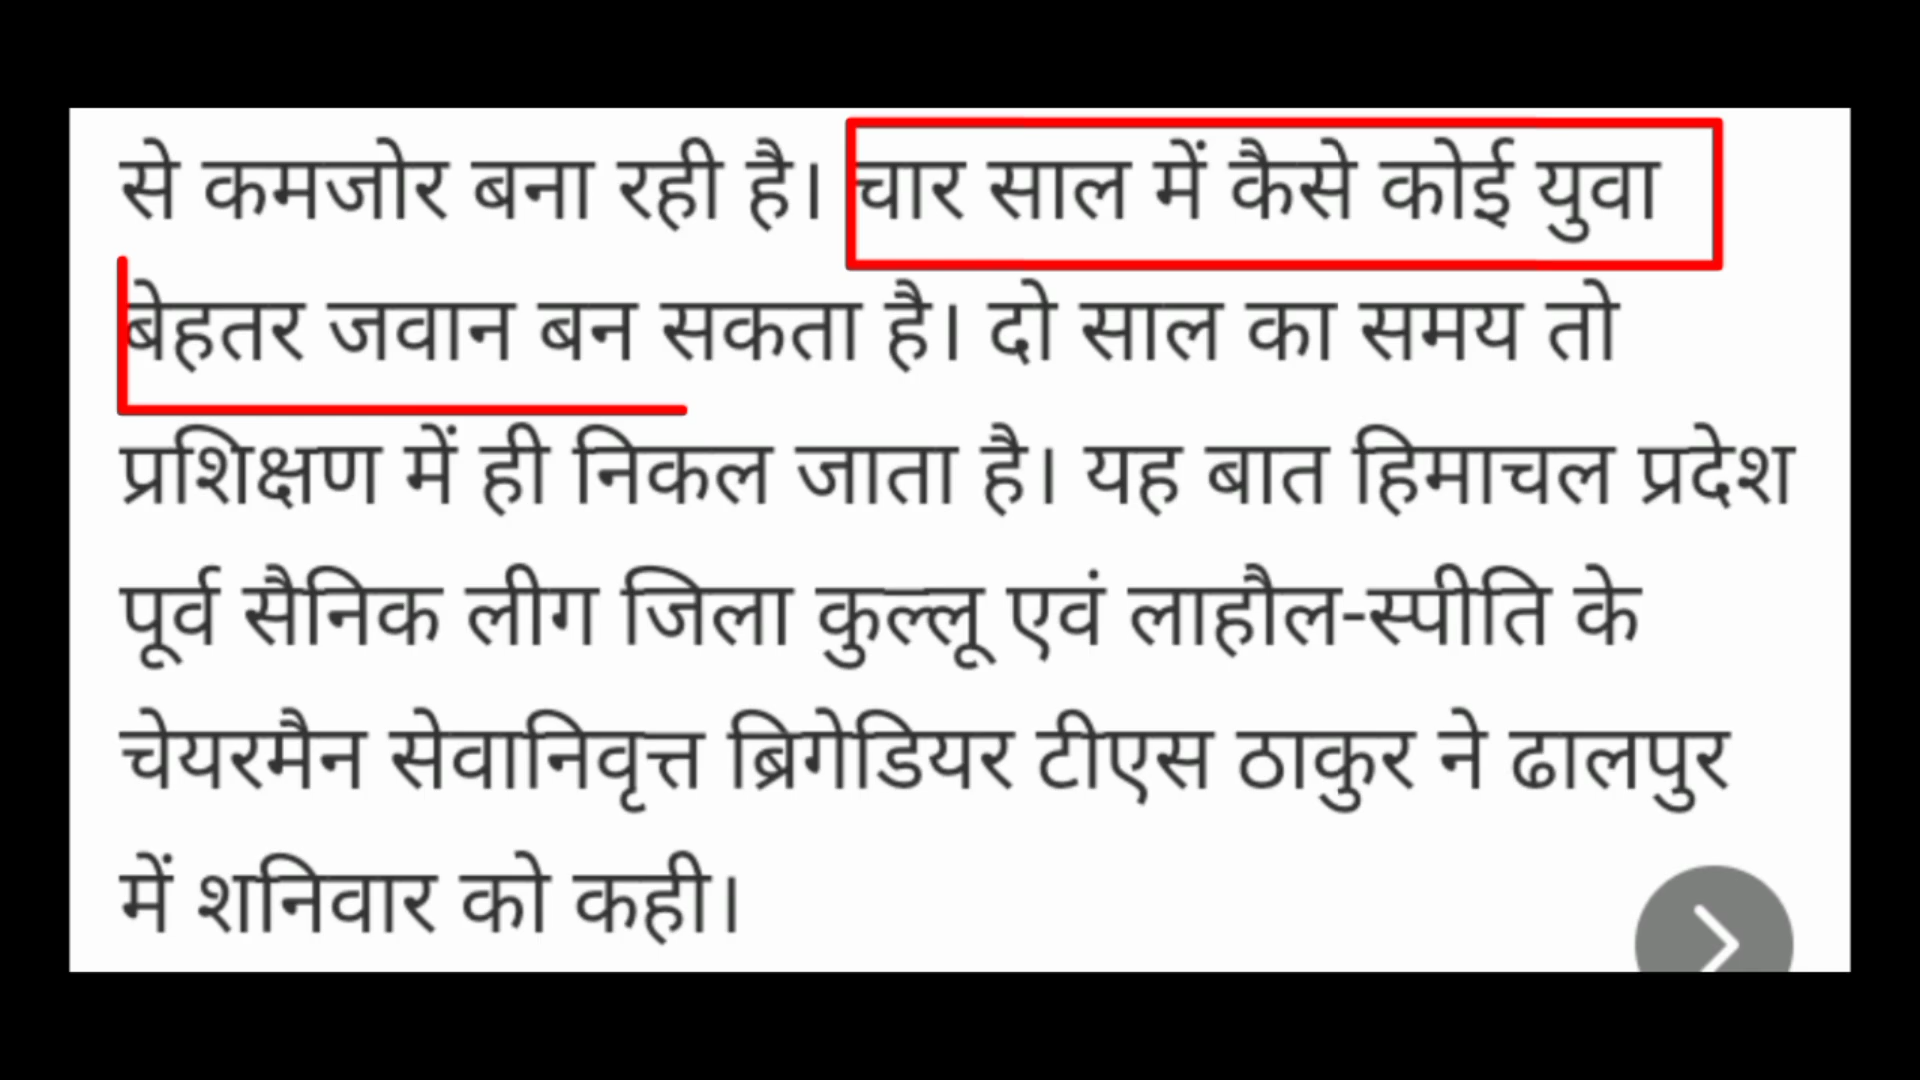 से कमजोर बना रही है। चार साल में कैसे कोई युवा
बेहतर जवान बन सकता है। दो साल का समय तो
प्रशिक्षण में ही निकल जाता है। यह बात हिमाचल प्रदेश
पूर्व सैनिक लीग जिला कुल्लू एवं लाहौल-स्पीति के
चेयरमैन सेवानिवृत्त ब्रिगेडियर टीएस ठाकुर ने ढालपुर
में शनिवार को कही।